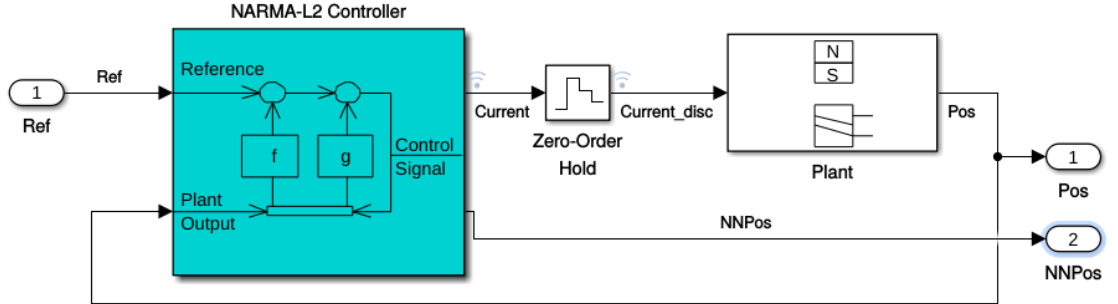 NARMA-L2 Controller
1
Ref
Ref
Reference
f
g
Control
Signal
Plant
Output
Current
Zero-Order
Hold
Current_disc
N
S
Plant
Pos
1
Pos
NNPos
2
NNPos